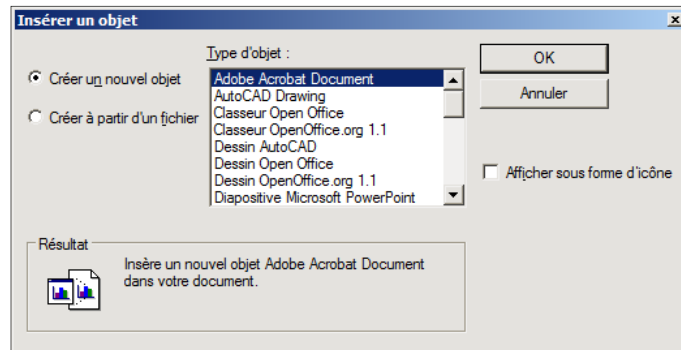 Insérer un objet
Type d'objet :
Créer un nouvel objet
Créer à partir d'un fichier
Adobe Acrobat Document
AutoCAD Drawing
Classeur Open Office
Classeur OpenOffice.org 1.1
Dessin AutoCAD
Dessin Open Office
Dessin OpenOffice.org 1.1
Diapositive Microsoft PowerPoint
OK
Annuler
Afficher sous forme d'icône
Résultat
Insère un nouvel objet Adobe Acrobat Document
dans votre document.